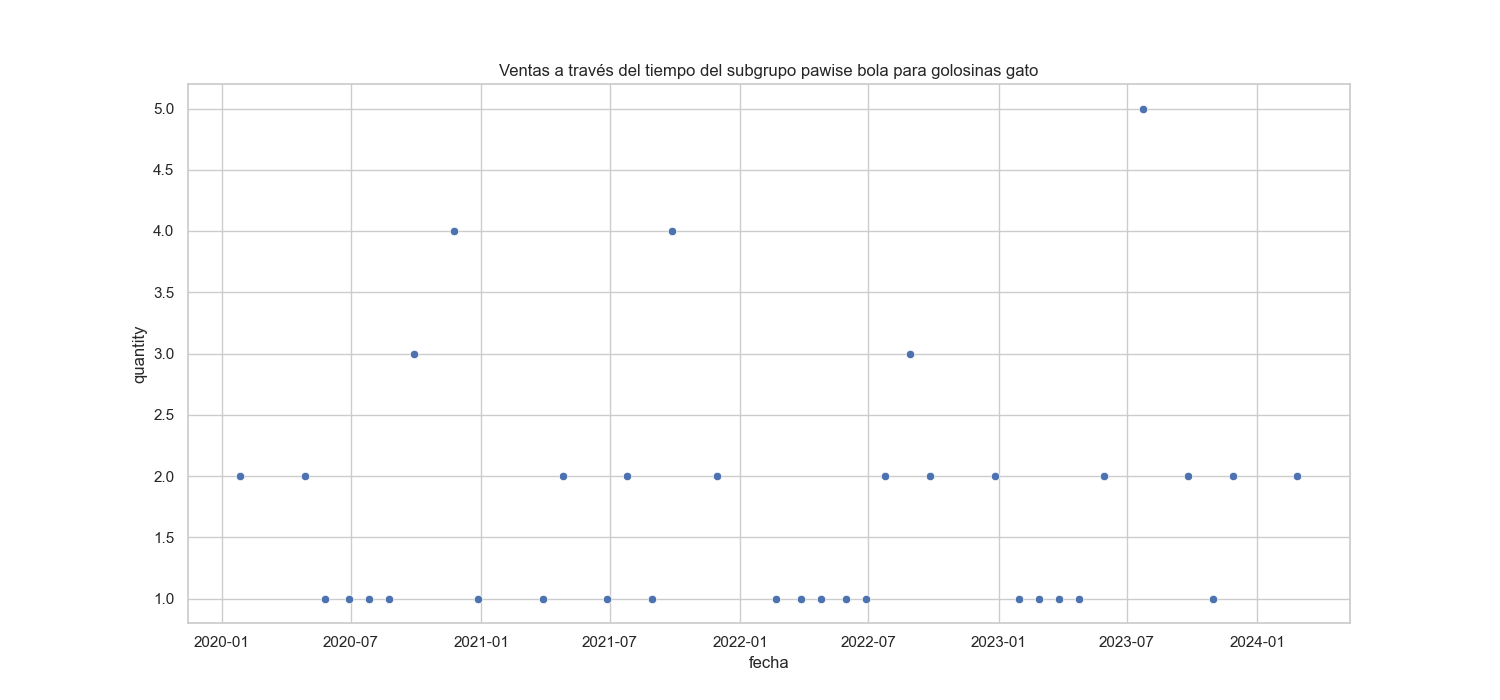 Ventas a través del tiempo del subgrupo pawise bola para golosinas gato
5.0
4.5
4.0
3.5
3.0
2.5
2.0
1.5
1.0
quantity
2020-01 2020-07 2021-01 2021-07 2022-01 2022-07 2023-01 2023-07 2024-01
fecha